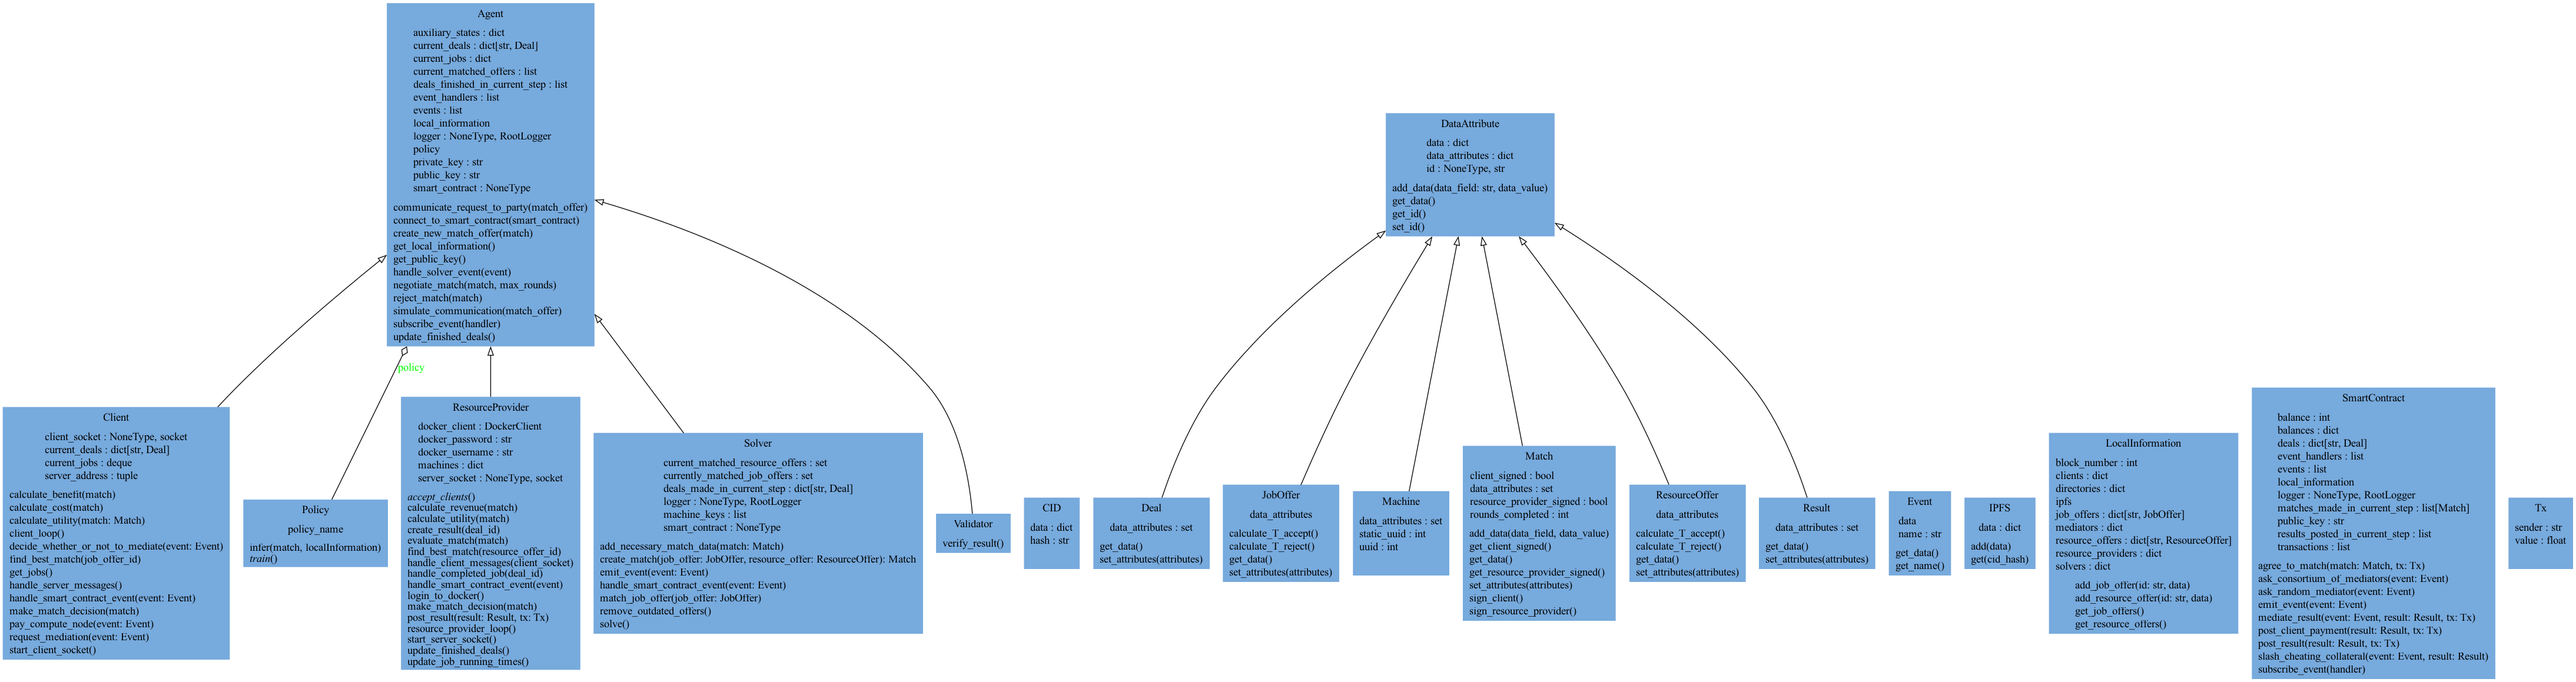 Agent
auxiliary_states : dict
current_deals : dict[str, Deal]
current_jobs : dict
current_matched_offers : list
deals_finished_in_current_step : list
event_handlers : list
events : list
local_information
logger : NoneType, RootLogger
policy
private_key : str
public_key : str
smart_contract : NoneType
communicate_request_to_party(match_offer)
connect_to_smart_contract(smart_contract)
create_new_match_offer(match)
get_local_information()
get_public_key()
handle_solver_event(event)
negotiate_match(match, max_rounds)
reject_match(match)
simulate_communication(match_offer)
subscribe_event(handler)
update_finished_deals()
DataAttribute
data : dict
data_attributes : dict
id : NoneType, str
add_data(data_field: str, data_value)
get_data()
get_id()
set_id()
policy
Client
client_socket : NoneType, socket
current_deals : dict[str, Deal]
current_jobs : deque
server_address : tuple
calculate_benefit(match)
calculate_cost(match)
calculate_utility(match: Match)
client_loop()
decide_whether_or_not_to_mediate(event: Event)
find_best_match(job_offer_id)
get_jobs()
handle_server_messages()
handle_smart_contract_event(event: Event)
make_match_decision(match)
pay_compute_node(event: Event)
request_mediation(event: Event)
start_client_socket()
Policy
policy_name
infer(match, localInformation)
train()
ResourceProvider
docker_client : DockerClient
docker_password : str
docker_username : str
machines : dict
server_socket : NoneType, socket
accept_clients()
calculate_revenue(match)
calculate_utility(match)
create_result(deal_id)
evaluate_match(match)
find_best_match(resource_offer_id)
handle_client_messages(client_socket)
handle_completed_job(deal_id)
handle_smart_contract_event(event)
login_to_docker()
make_match_decision(match)
post_result(result: Result, tx: Tx)
resource_provider_loop()
start_server_socket()
update_finished_deals()
update_job_running_times()
Solver
current_matched_resource_offers : set
currently_matched_job_offers : set
deals_made_in_current_step : dict[str, Deal]
logger : NoneType, RootLogger
machine_keys : list
smart_contract : NoneType
add_necessary_match_data(match: Match)
create_match(job_offer: JobOffer, resource_offer: ResourceOffer): Match
emit_event(event: Event)
handle_smart_contract_event(event: Event)
match_job_offer(job_offer: JobOffer)
remove_outdated_offers()
solve()
Validator
verify_result()
CID
data : dict
hash : str
Deal
data_attributes : set
get_data()
set_attributes(attributes)
JobOffer
data_attributes
calculate_T_accept()
calculate_T_reject()
get_data()
set_attributes(attributes)
Machine
data_attributes : set
static_uuid : int
uuid : int
Match
client_signed : bool
data_attributes : set
resource_provider_signed : bool
rounds_completed : int
add_data(data_field, data_value)
get_client_signed()
get_data()
get_resource_provider_signed()
set_attributes(attributes)
sign_client()
sign_resource_provider()
ResourceOffer
data_attributes
calculate_T_accept()
calculate_T_reject()
get_data()
set_attributes(attributes)
Result
data_attributes : set
get_data()
set_attributes(attributes)
Event
data
name : str
get_data()
get_name()
IPFS
data : dict
add(data)
get(cid_hash)
LocalInformation
block_number : int
clients : dict
directories : dict
ipfs
job_offers : dict[str, JobOffer]
mediators : dict
resource_offers : dict[str, ResourceOffer]
resource_providers : dict
solvers : dict
add_job_offer(id: str, data)
add_resource_offer(id: str, data)
get_job_offers()
get_resource_offers()
SmartContract
balance : int
balances : dict
deals : dict[str, Deal]
event_handlers : list
events : list
local_information
logger : NoneType, RootLogger
matches_made_in_current_step : list[Match]
public_key : str
results_posted_in_current_step : list
transactions : list
agree_to_match(match: Match, tx: Tx)
ask_consortium_of_mediators(event: Event)
ask_random_mediator(event: Event)
emit_event(event: Event)
mediate_result(event: Event, result: Result, tx: Tx)
post_client_payment(result: Result, tx: Tx)
post_result(result: Result, tx: Tx)
slash_cheating_collateral(event: Event, result: Result)
subscribe_event(handler)
Tx
sender : str
value : float